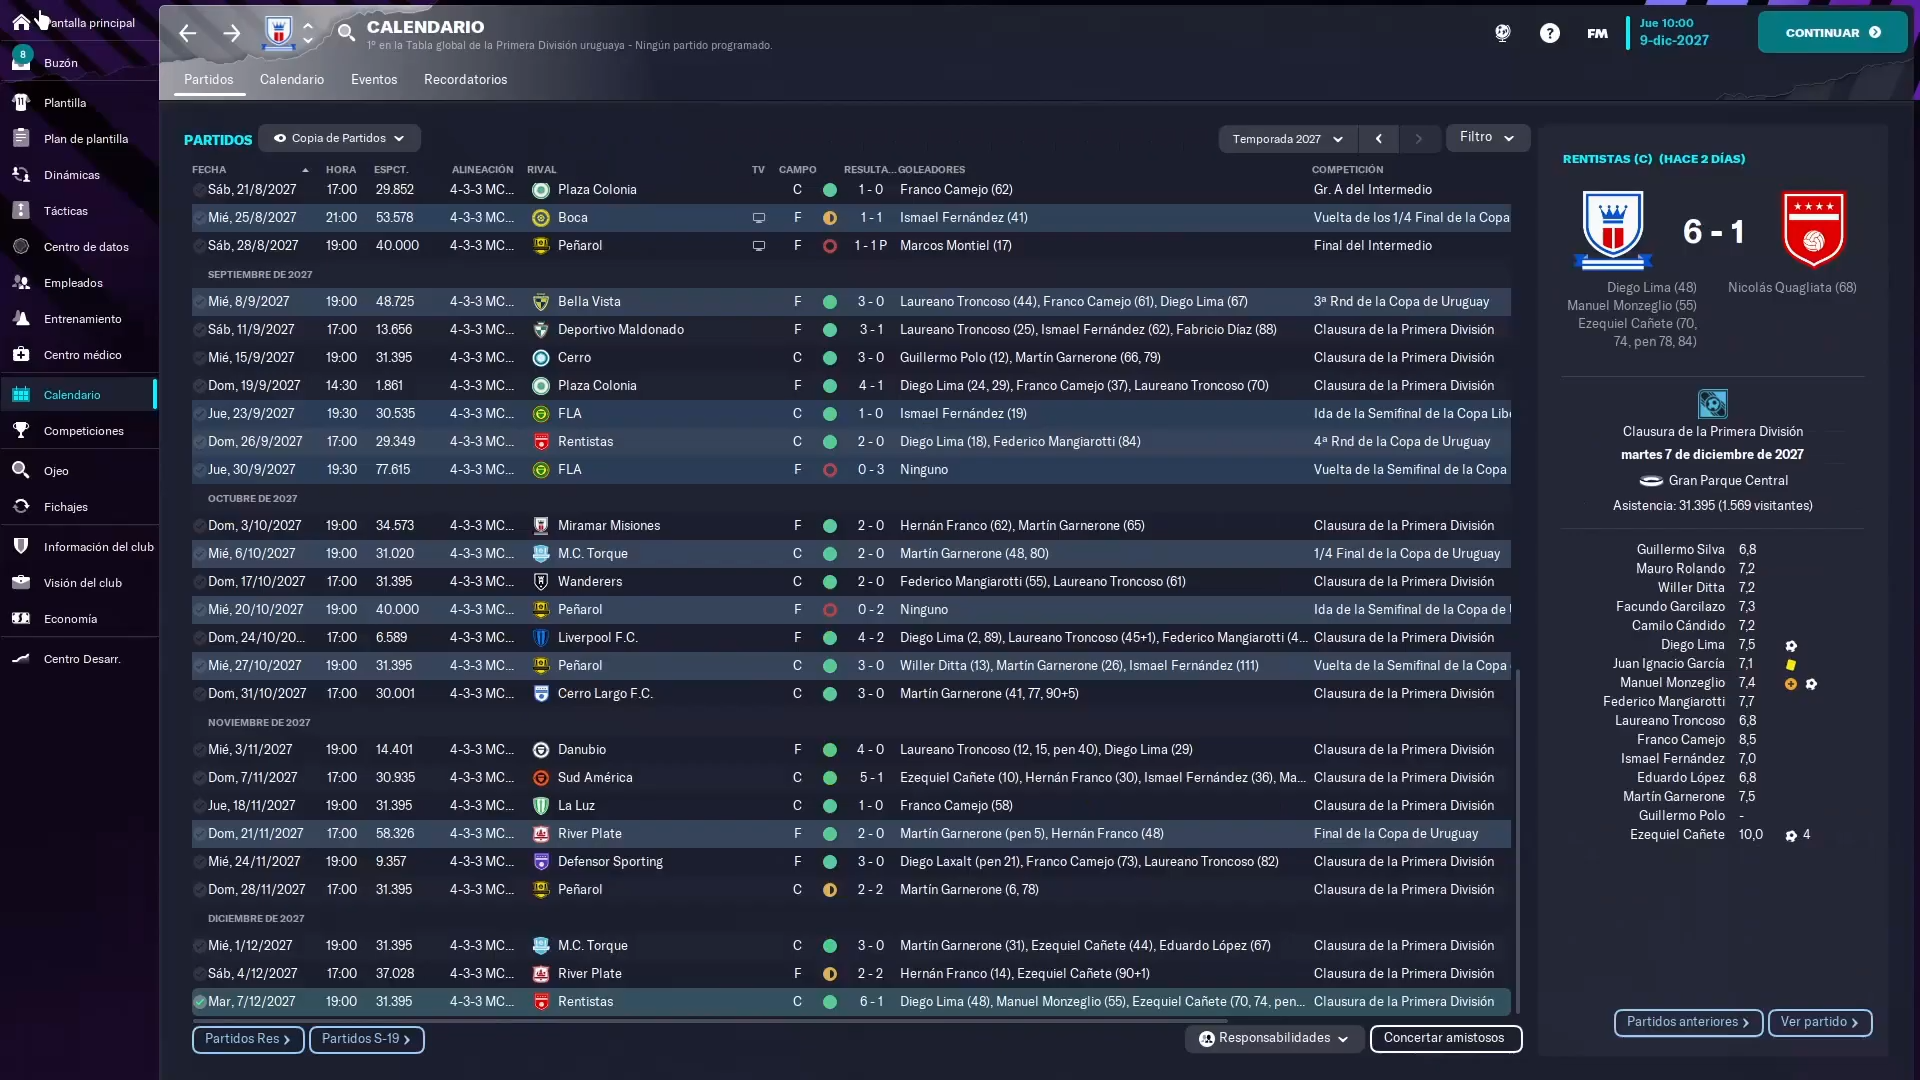 Pantalla principal
8
Buzón
Plantilla
Plan de plantilla
Dinámicas
Tácticas
Centro de datos
Empleados
Entrenamiento
Centro médico
Calendario
Competiciones
Ojeo
Fichajes
Información del club
Visión del club
Economía
Centro Desarr.
CALENDARIO
1º en la Tabla global de la Primera División uruguaya - Ningún partido programado.
FM
Jue 10:00
9-dic-2027
CONTINUAR
Partidos Calendario Eventos Recordatorios
PARTIDOS Copia de Partidos Temporada 2027 Filtro
FECHA HORA ESPCT. ALINEACIÓN RIVAL TV CAMPO RESULTA... GOLEADORES COMPETICIÓN
Sáb, 21/8/2027 17:00 29.852 4-3-3 MC... Plaza Colonia C 1 - 0 Franco Camejo (62) Gr. A del Intermedio
Mié, 25/8/2027 21:00 53.578 4-3-3 MC... Boca F 1 - 1 Ismael Fernández (41) Vuelta de los 1/4 Final de la Copa
Sáb, 28/8/2027 19:00 40.000 4-3-3 MC... Peñarol F 1 - 1 P Marcos Montiel (17) Final del Intermedio
SEPTIEMBRE DE 2027
Mié, 8/9/2027 19:00 48.725 4-3-3 MC... Bella Vista F 3 - 0 Laureano Troncoso (44), Franco Camejo (61), Diego Lima (67) 3ª Rnd de la Copa de Uruguay
Sáb, 11/9/2027 17:00 13.656 4-3-3 MC... Deportivo Maldonado F 3 - 1 Laureano Troncoso (25), Ismael Fernández (62), Fabricio Díaz (88) Clausura de la Primera División
Mié, 15/9/2027 19:00 31.395 4-3-3 MC... Cerro C 3 - 0 Guillermo Polo (12), Martín Garnerone (66, 79) Clausura de la Primera División
Dom, 19/9/2027 14:30 1.861 4-3-3 MC... Plaza Colonia F 4 - 1 Diego Lima (24, 29), Franco Camejo (37), Laureano Troncoso (70) Clausura de la Primera División
Jue, 23/9/2027 19:30 30.535 4-3-3 MC... FLA C 1 - 0 Ismael Fernández (19) Ida de la Semifinal de la Copa Lib
Dom, 26/9/2027 17:00 29.349 4-3-3 MC... Rentistas C 2 - 0 Diego Lima (18), Federico Mangiarotti (84) 4ª Rnd de la Copa de Uruguay
Jue, 30/9/2027 19:30 77.615 4-3-3 MC... FLA F 0 - 3 Ninguno Vuelta de la Semifinal de la Copa
OCTUBRE DE 2027
Dom, 3/10/2027 19:00 34.573 4-3-3 MC... Miramar Misiones F 2 - 0 Hernán Franco (62), Martín Garnerone (65) Clausura de la Primera División
Mié, 6/10/2027 19:00 31.020 4-3-3 MC... M.C. Torque C 2 - 0 Martín Garnerone (48, 80) 1/4 Final de la Copa de Uruguay
Dom, 17/10/2027 17:00 31.395 4-3-3 MC... Wanderers C 2 - 0 Federico Mangiarotti (55), Laureano Troncoso (61) Clausura de la Primera División
Mié, 20/10/2027 19:00 40.000 4-3-3 MC... Peñarol F 0 - 2 Ninguno Ida de la Semifinal de la Copa de
Dom, 24/10/20... 17:00 6.589 4-3-3 MC... Liverpool F.C. F 4 - 2 Diego Lima (2, 89), Laureano Troncoso (45+1), Federico Mangiarotti (4... Clausura de la Primera División
Mié, 27/10/2027 19:00 31.395 4-3-3 MC... Peñarol C 3 - 0 Willer Ditta (13), Martín Garnerone (26), Ismael Fernández (111) Vuelta de la Semifinal de la Copa
Dom, 31/10/2027 17:00 30.001 4-3-3 MC... Cerro Largo F.C. C 3 - 0 Martín Garnerone (41, 77, 90+5) Clausura de la Primera División
NOVIEMBRE DE 2027
Mié, 3/11/2027 19:00 14.401 4-3-3 MC... Danubio F 4 - 0 Laureano Troncoso (12, 15, pen 40), Diego Lima (29) Clausura de la Primera División
Dom, 7/11/2027 17:00 30.935 4-3-3 MC... Sud América C 5 - 1 Ezequiel Cañete (10), Hernán Franco (30), Ismael Fernández (36), Ma... Clausura de la Primera División
Jue, 18/11/2027 19:00 31.395 4-3-3 MC... La Luz C 1 - 0 Franco Camejo (58) Clausura de la Primera División
Dom, 21/11/2027 17:00 58.326 4-3-3 MC... River Plate F 2 - 0 Martín Garnerone (pen 5), Hernán Franco (48) Final de la Copa de Uruguay
Mié, 24/11/2027 19:00 9.357 4-3-3 MC... Defensor Sporting F 3 - 0 Diego Laxalt (pen 21), Franco Camejo (73), Laureano Troncoso (82) Clausura de la Primera División
Dom, 28/11/2027 17:00 31.395 4-3-3 MC... Peñarol C 2 - 2 Martín Garnerone (6, 78) Clausura de la Primera División
DICIEMBRE DE 2027
Mié, 1/12/2027 19:00 31.395 4-3-3 MC... M.C. Torque C 3 - 0 Martín Garnerone (31), Ezequiel Cañete (44), Eduardo López (67) Clausura de la Primera División
Sáb, 4/12/2027 17:00 37.028 4-3-3 MC... River Plate F 2 - 2 Hernán Franco (14), Ezequiel Cañete (90+1) Clausura de la Primera División
Mar, 7/12/2027 19:00 31.395 4-3-3 MC... Rentistas C 6 - 1 Diego Lima (48), Manuel Monzeglio (55), Ezequiel Cañete (70, 74, pen... Clausura de la Primera División
Partidos Res Partidos S-19 Responsabilidades Concertar amistosos
RENTISTAS (C) (HACE 2 DÍAS)
6 - 1
Diego Lima (48) Nicolás Quagliata (68)
Manuel Monzeglio (55)
Ezequiel Cañete (70,
74, pen 78, 84)
Clausura de la Primera División
martes 7 de diciembre de 2027
Gran Parque Central
Asistencia: 31.395 (1.569 visitantes)
Guillermo Silva 6,8
Mauro Rolando 7,2
Willer Ditta 7,2
Facundo Garcilazo 7,3
Camilo Cándido 7,2
Diego Lima 7,5
Juan Ignacio García 7,1
Manuel Monzeglio 7,4
Federico Mangiarotti 7,7
Laureano Troncoso 6,8
Franco Camejo 8,5
Ismael Fernández 7,0
Eduardo López 6,8
Martín Garnerone 7,5
Guillermo Polo -
Ezequiel Cañete 10,0 4
Partidos anteriores Ver partido